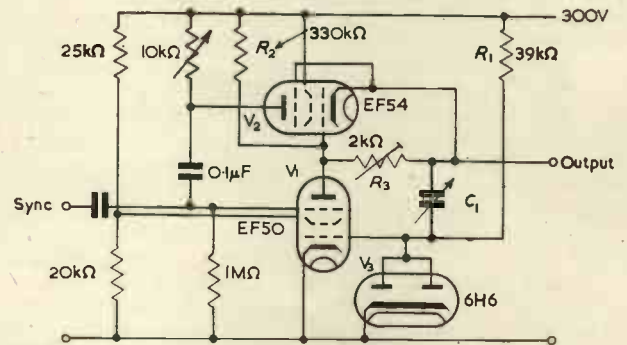 300V
25kΩ
10kΩ
R2
330kΩ
R1
39kΩ
V2
EF54
2kΩ
R3
Output
0·1μF
V1
C1
Sync
EF50
V3
20kΩ
1MΩ
6H6